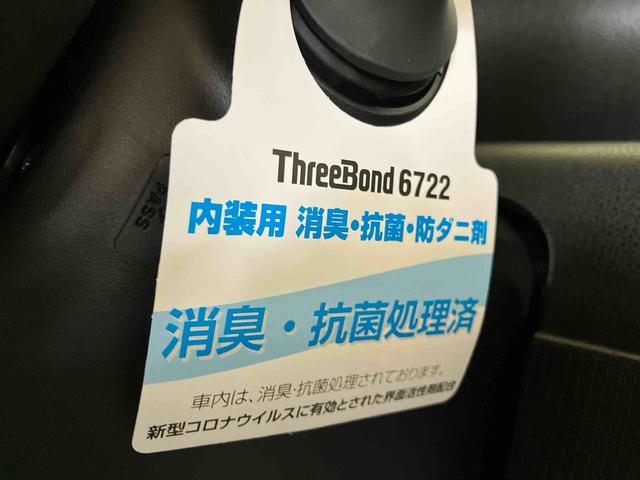 ThreeBond 6722
内装用 消臭・抗菌・防ダニ剤
消臭・抗菌処理済
車内は、消臭・抗菌処理されております。
新型コロナウイルスに有効とされた界面活性剤配合
PASS